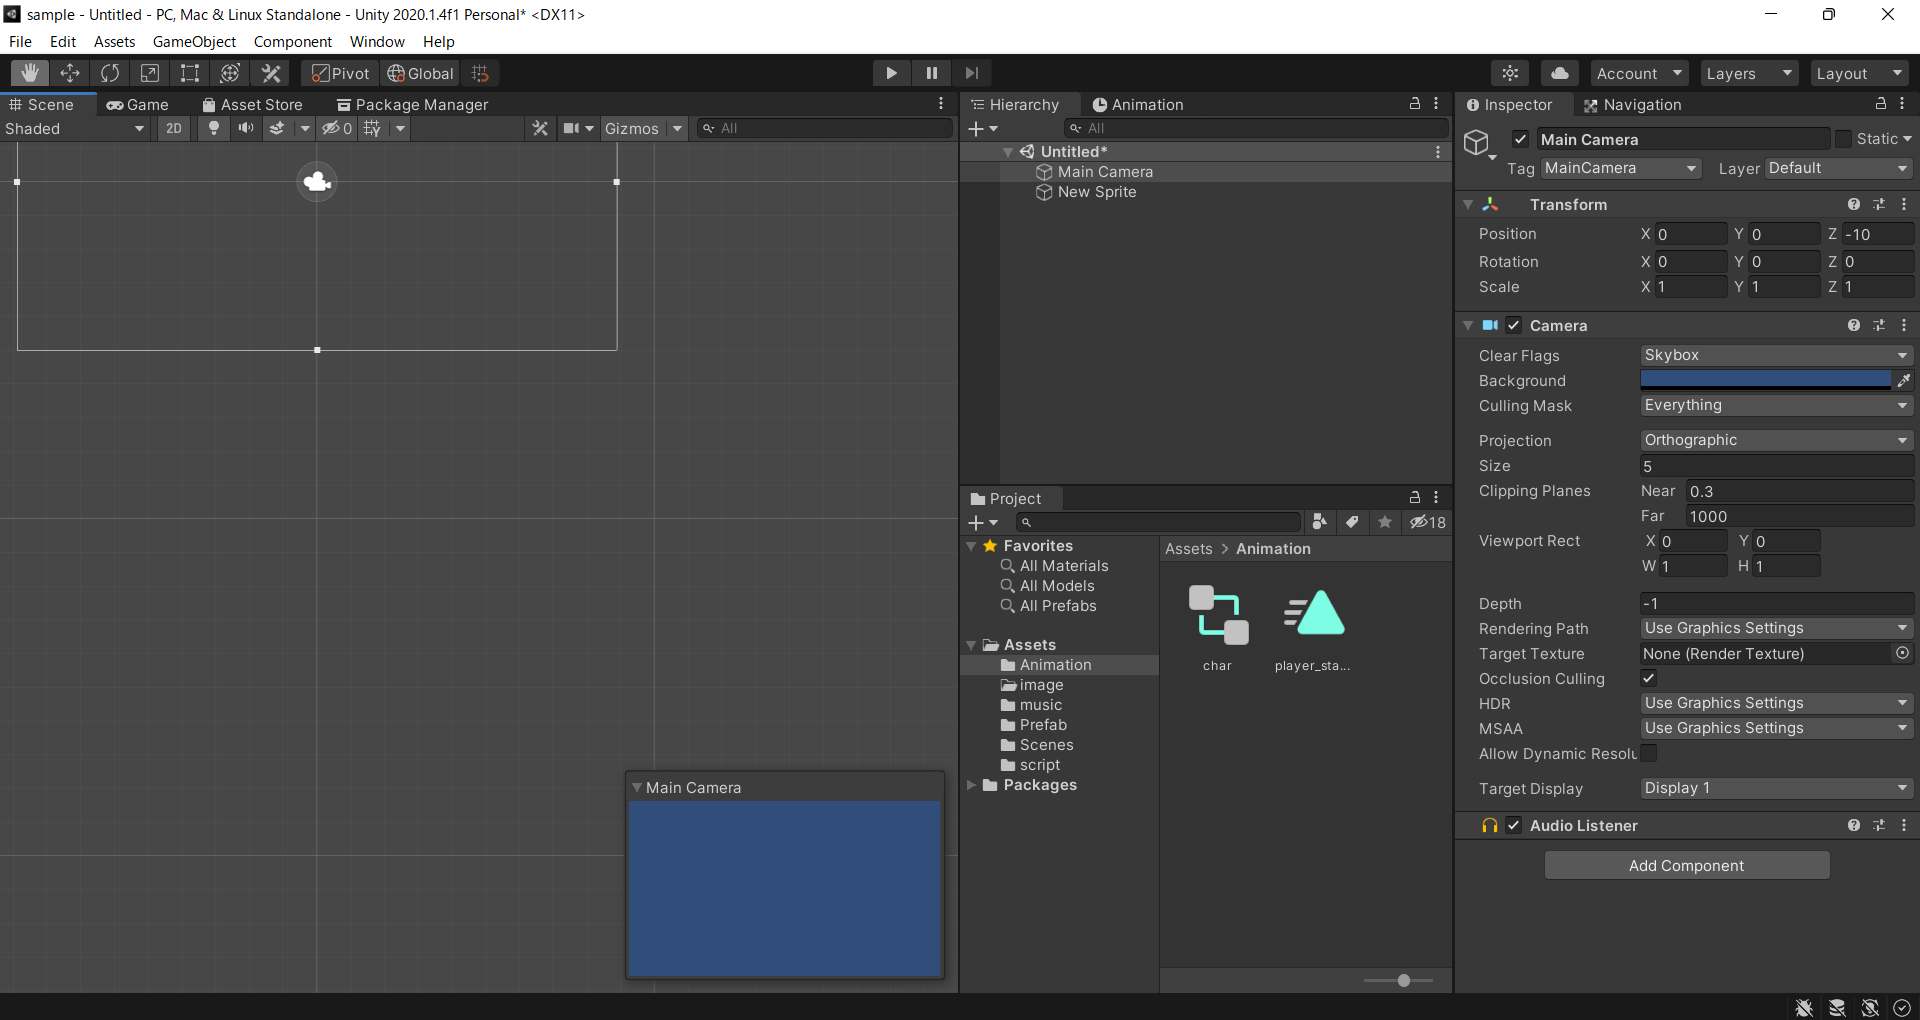 sample - Untitled - PC, Mac & Linux Standalone - Unity 2020.1.4f1 Personal* <DX11>
File Edit Assets GameObject Component Window Help
Pivot Global Account Layers Layout
Scene Game Asset Store Package Manager
Shaded 2D 0 Gizmos All
Main Camera
Hierarchy Animation
All
Untitled*
Main Camera
New Sprite
Project
18
Favorites
All Materials
All Models
All Prefabs
Assets
Animation
image
music
Prefab
Scenes
script
Packages
Assets > Animation
char player_sta...
Inspector Navigation
Main Camera Static
Tag MainCamera Layer Default
Transform
Position X 0 Y 0 Z -10
Rotation X 0 Y 0 Z 0
Scale X 1 Y 1 Z 1
Camera
Clear Flags Skybox
Background
Culling Mask Everything
Projection Orthographic
Size 5
Clipping Planes Near 0.3
Far 1000
Viewport Rect X 0 Y 0
W 1 H 1
Depth -1
Rendering Path Use Graphics Settings
Target Texture None (Render Texture)
Occlusion Culling
HDR Use Graphics Settings
MSAA Use Graphics Settings
Allow Dynamic Resolu
Target Display Display 1
Audio Listener
Add Component